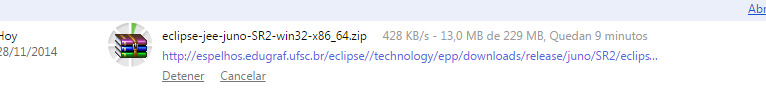 Abr
Hoy
28/11/2014
eclipse-jee-juno-SR2-win32-x86_64.zip 428 KB/s - 13,0 MB de 229 MB, Quedan 9 minutos
http://espelhos.edugraf.ufsc.br/eclipse//technology/epp/downloads/release/juno/SR2/eclips...
Detener Cancelar